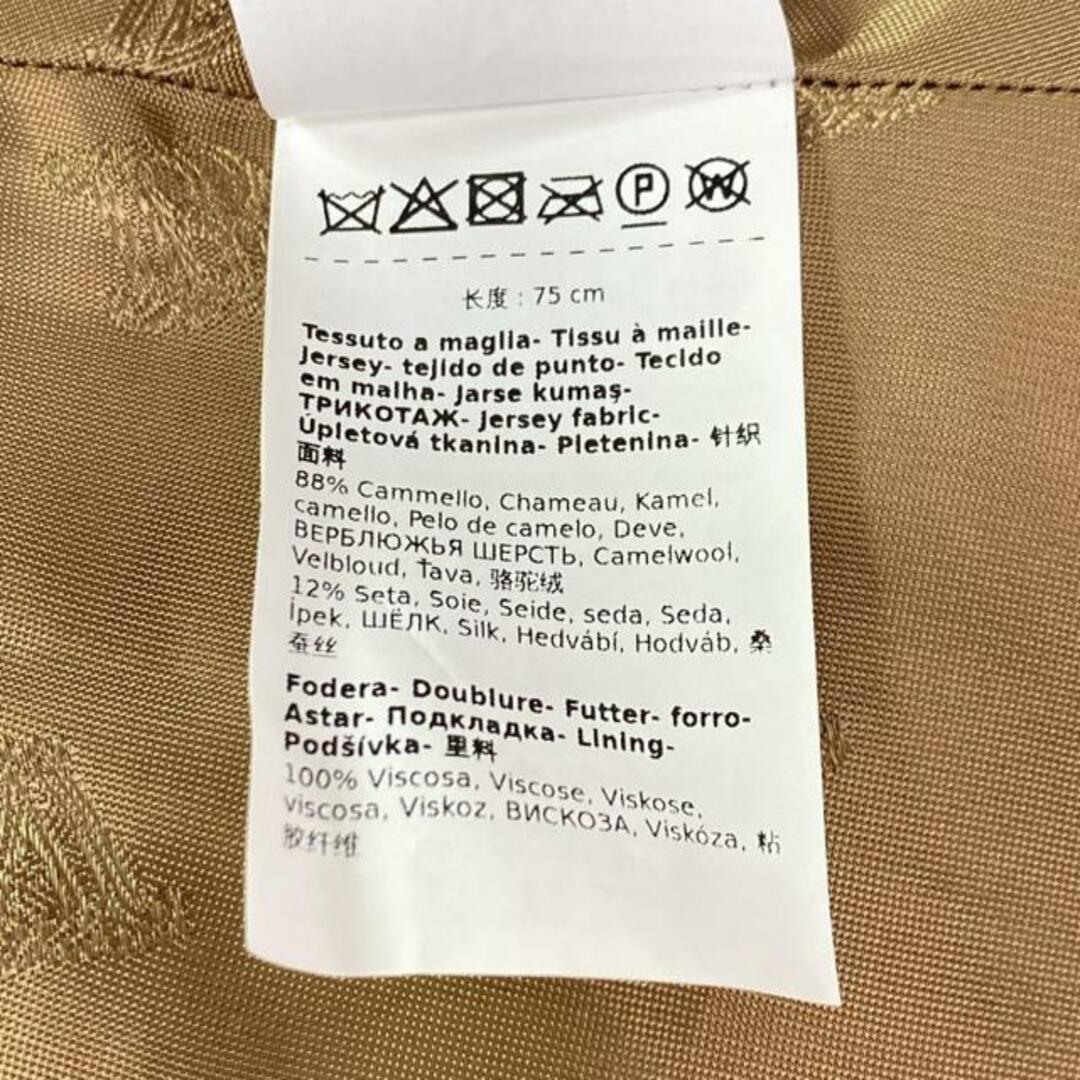 P W
长度 : 75 cm
Tessuto a maglia- Tissu à maille-
Jersey- tejido de punto- Tecido
em malha- Jarse kumaş-
ТРИКОТАЖ- Jersey fabric-
Úpletová tkanina- Pletenina- 针织
面料
88% Cammello, Chameau, Kamel,
camello, Pelo de camelo, Deve,
ВЕРБЛЮЖЬЯ ШЕРСТЬ, Camelwool,
Velbloud, Ťava, 骆驼绒
12% Seta, Soie, Seide, seda, Seda,
İpek, ШЁЛК, Silk, Hedvábí, Hodváb, 桑
蚕丝
Fodera- Doublure- Futter- forro-
Astar- Подкладка- Lining-
Podšívka- 里料
100% Viscosa, Viscose, Viskose,
viscosa, Viskoz, ВИСКОЗА, Viskóza, 粘
胶纤维